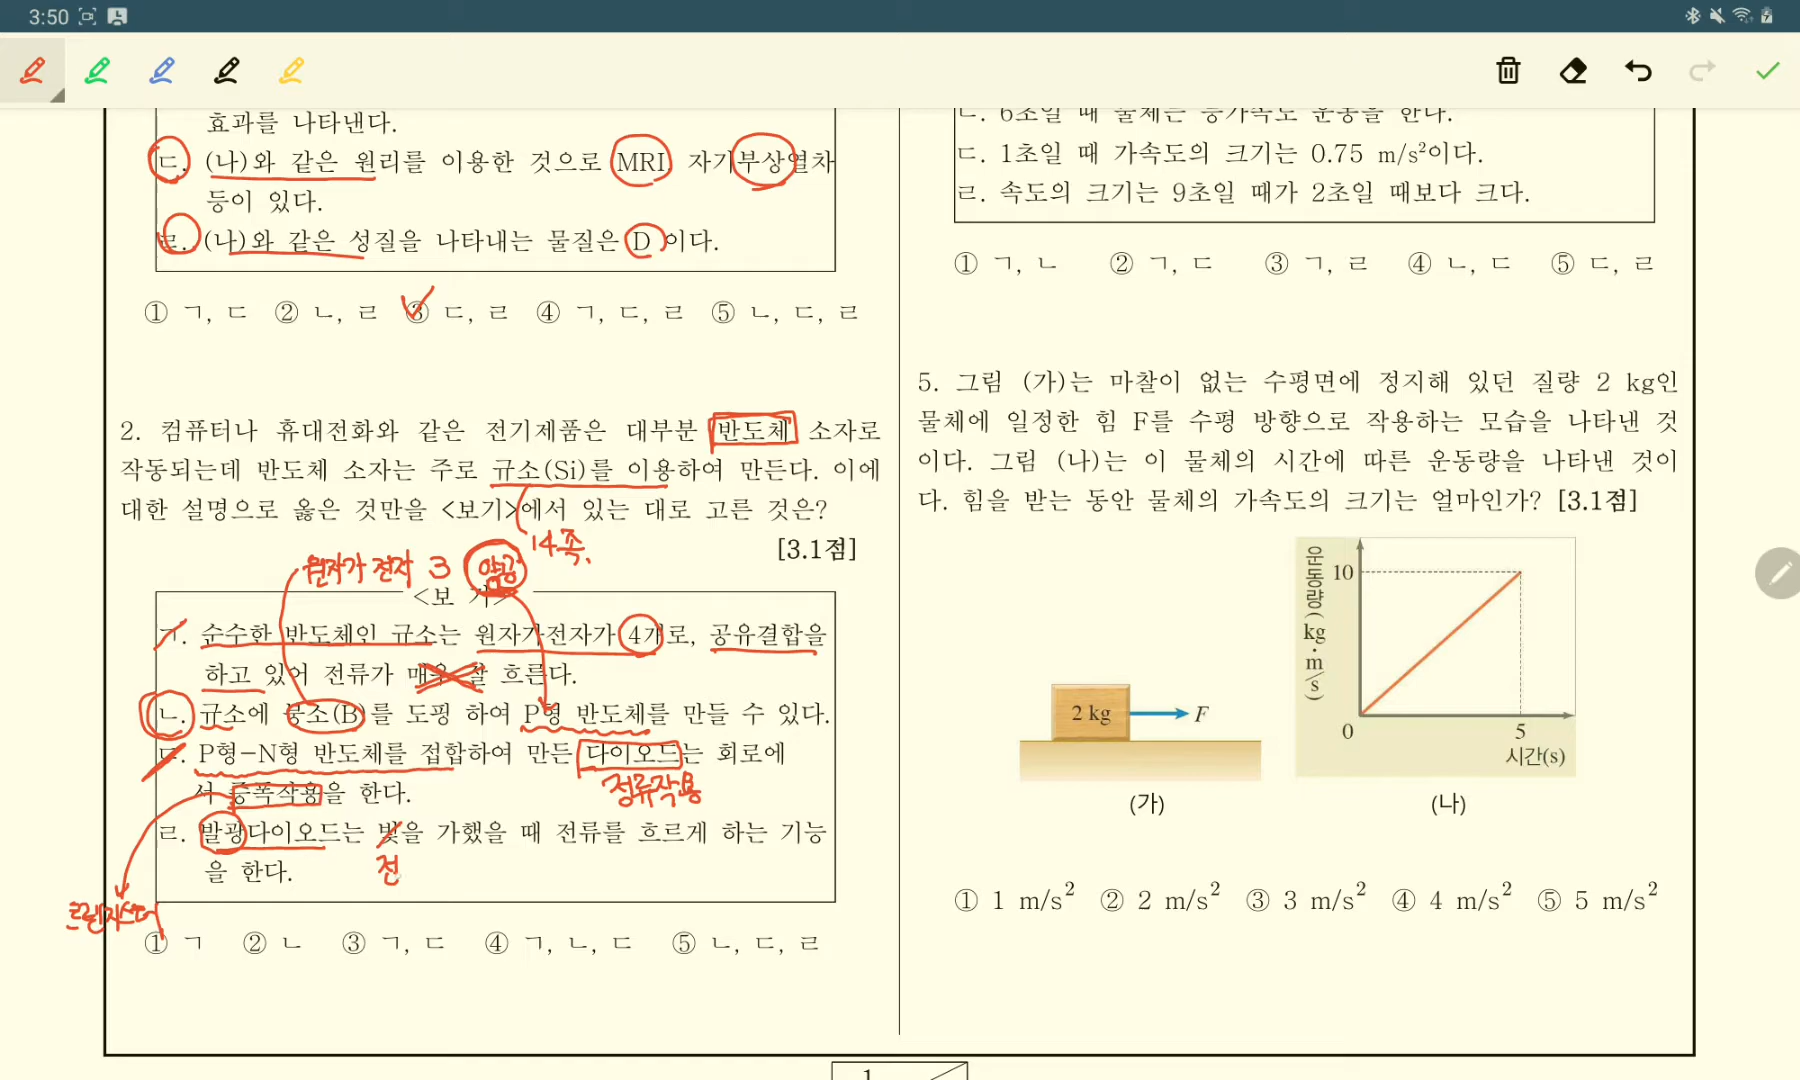 3:50
효과를 나타낸다.
ㄷ. (나)와 같은 원리를 이용한 것으로 MRI, 자기부상열차
등이 있다.
ㄹ. (나)와 같은 성질을 나타내는 물질은 D이다.
① ㄱ, ㄷ ② ㄴ, ㄹ ③ ㄷ, ㄹ ④ ㄱ, ㄷ, ㄹ ⑤ ㄴ, ㄷ, ㄹ
2. 컴퓨터나 휴대전화와 같은 전기제품은 대부분 반도체 소자로
작동되는데 반도체 소자는 주로 규소(Si)를 이용하여 만든다. 이에
대한 설명으로 옳은 것만을 <보기>에서 있는 대로 고른 것은?
[3.1점]
14족.
원자가 전자 3 양공
<보 기>
ㄱ. 순수한 반도체인 규소는 원자가전자가 4개로, 공유결합을
하고 있어 전류가 매우 잘 흐른다.
ㄴ. 규소에 붕소(B)를 도핑 하여 P형 반도체를 만들 수 있다.
ㄷ. P형-N형 반도체를 접합하여 만든 다이오드는 회로에
정류작용
서 증폭작용을 한다.
ㄹ. 발광다이오드는 빛을 가했을 때 전류를 흐르게 하는 기능
을 한다.
전
트랜지스터
① ㄱ ② ㄴ ③ ㄱ, ㄷ ④ ㄱ, ㄴ, ㄷ ⑤ ㄴ, ㄷ, ㄹ
ㄴ. 6초일 때 물체는 등가속도 운동을 한다.
ㄷ. 1초일 때 가속도의 크기는 0.75 m/s²이다.
ㄹ. 속도의 크기는 9초일 때가 2초일 때보다 크다.
① ㄱ, ㄴ ② ㄱ, ㄷ ③ ㄱ, ㄹ ④ ㄴ, ㄷ ⑤ ㄷ, ㄹ
5. 그림 (가)는 마찰이 없는 수평면에 정지해 있던 질량 2 kg인
물체에 일정한 힘 F를 수평 방향으로 작용하는 모습을 나타낸 것
이다. 그림 (나)는 이 물체의 시간에 따른 운동량을 나타낸 것이
다. 힘을 받는 동안 물체의 가속도의 크기는 얼마인가? [3.1점]
2 kg F
(가)
운동량(kg·m/s)
10
0 5
시간(s)
(나)
① 1 m/s² ② 2 m/s² ③ 3 m/s² ④ 4 m/s² ⑤ 5 m/s²
1